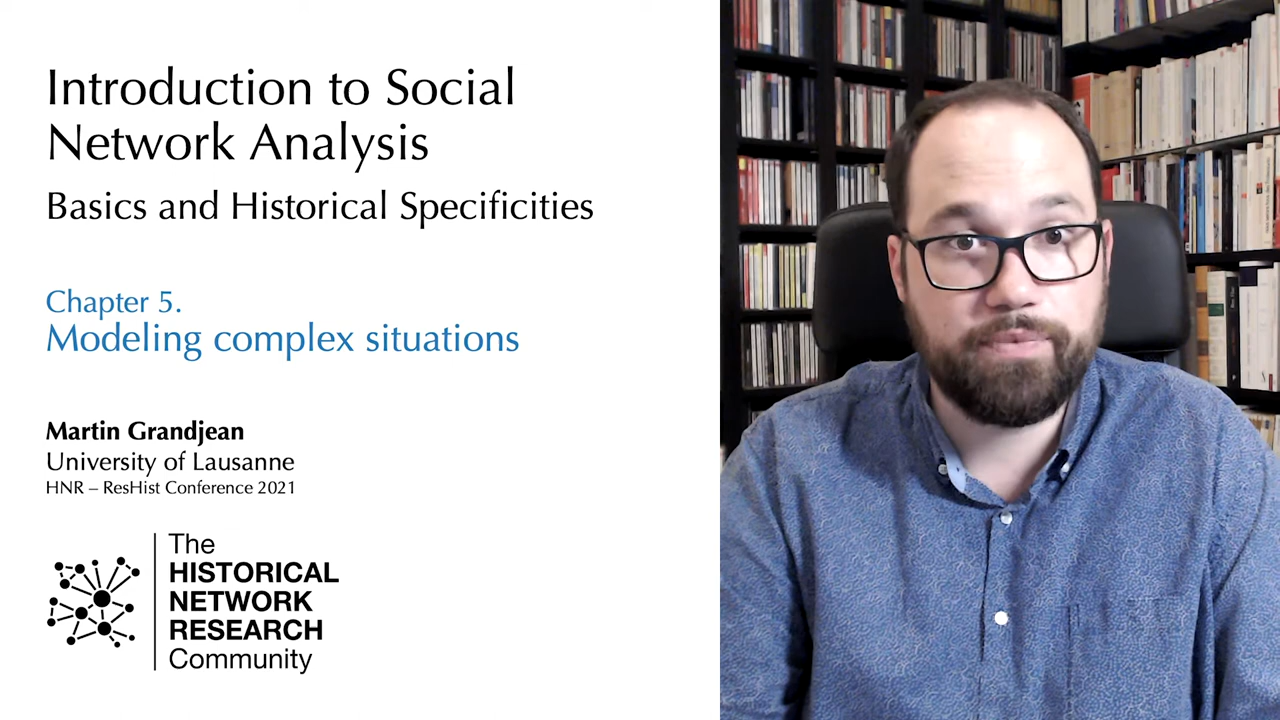 Introduction to Social
Network Analysis
Basics and Historical Specificities
Chapter 5.
Modeling complex situations
Martin Grandjean
University of Lausanne
HNR – ResHist Conference 2021
The
HISTORICAL
NETWORK
RESEARCH
Community